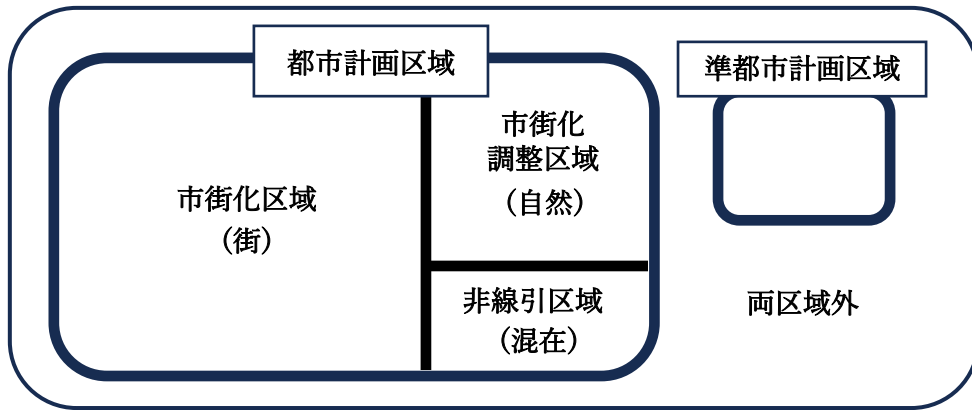 都市計画区域
準都市計画区域
市街化
調整区域
(自然)
市街化区域
(街)
非線引区域
(混在)
両区域外